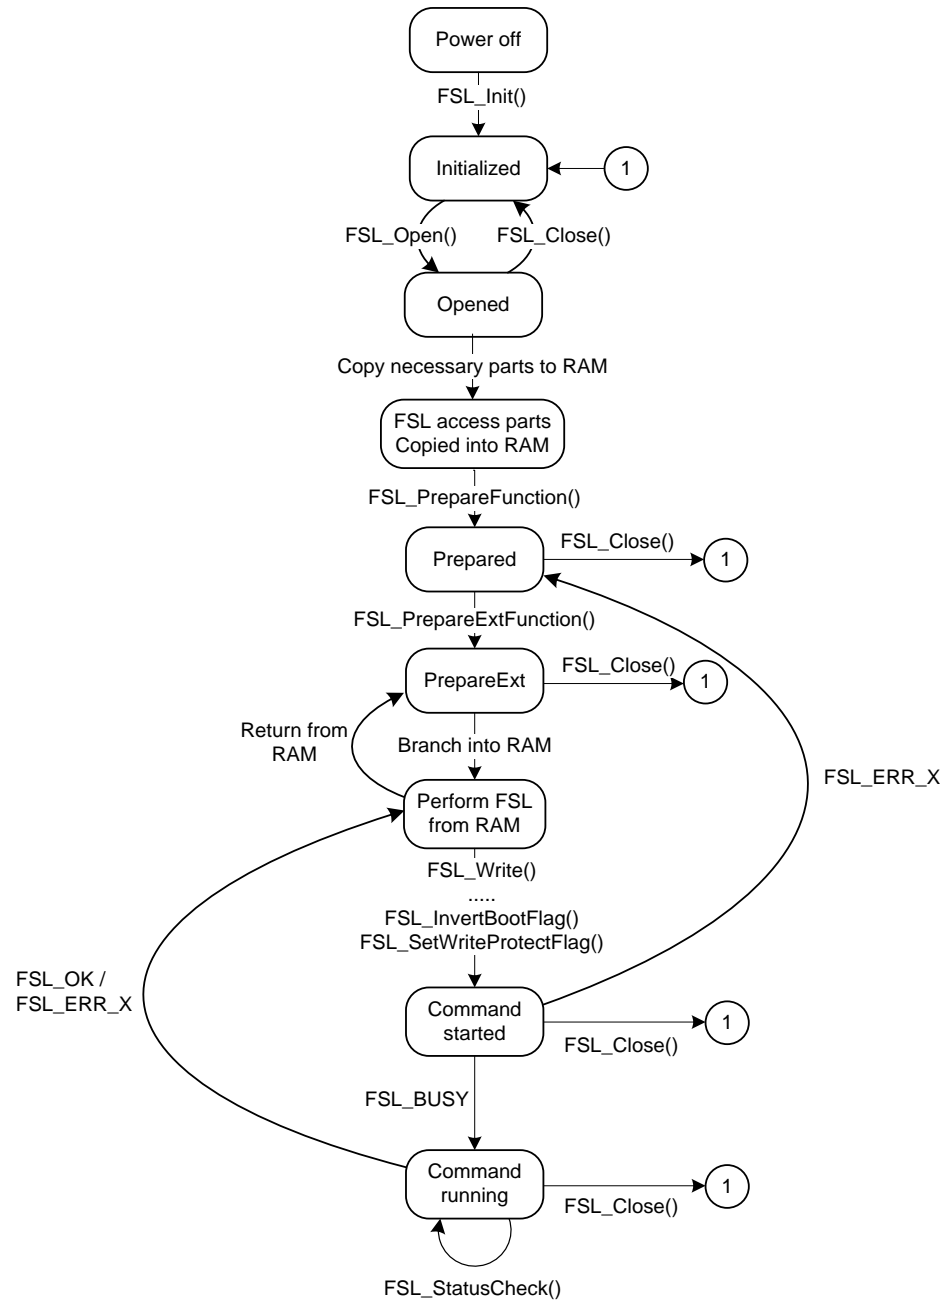 Power off
FSL_Init()
Initialized
1
FSL_Open()
FSL_Close()
Opened
Copy necessary parts to RAM
FSL access parts
Copied into RAM
FSL_PrepareFunction()
Prepared
FSL_Close()
1
FSL_PrepareExtFunction()
PrepareExt
FSL_Close()
1
Return from
RAM
Branch into RAM
FSL_ERR_X
Perform FSL
from RAM
FSL_Write()
.....
FSL_InvertBootFlag()
FSL_SetWriteProtectFlag()
FSL_OK /
FSL_ERR_X
Command
started
FSL_Close()
1
FSL_BUSY
Command
running
FSL_Close()
1
FSL_StatusCheck()